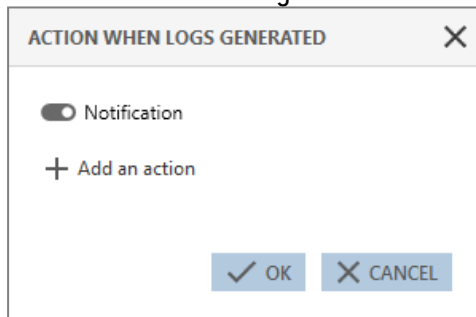 ACTION WHEN LOGS GENERATED
Notification
Add an action
OK CANCEL